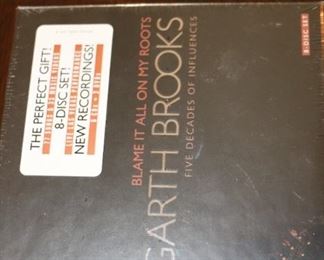 THE PERFECT GIFT!
8-DISC SET!
NEW RECORDINGS!
BLAME IT ALL ON MY ROOTS
GARTH BROOKS
FIVE DECADES OF INFLUENCES
8-DISC SET